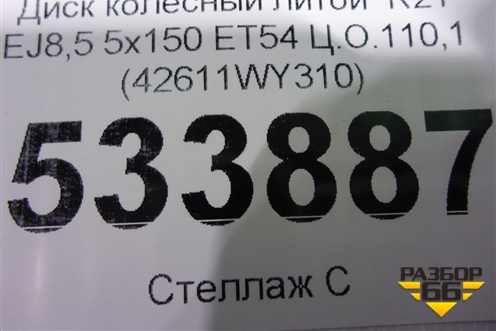 Диск колесный литой R21
EJ8,5 5x150 ET54 Ц.О.110,1
(42611WY310)
533887
Стеллаж С
РАЗБОР
66